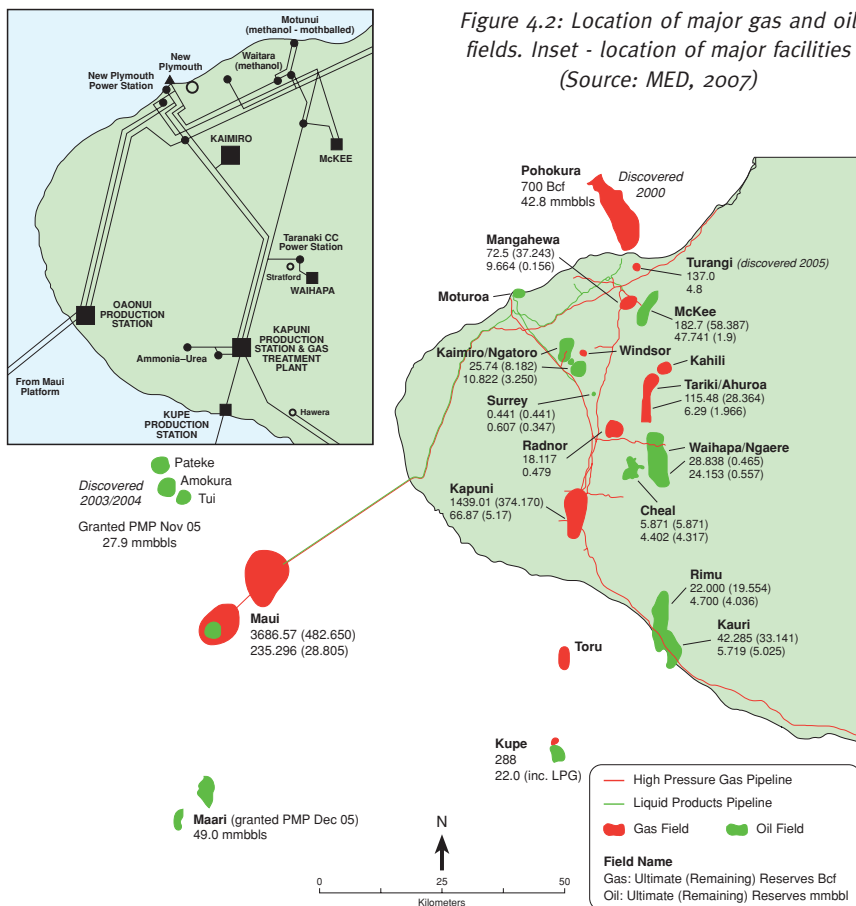 Figure 4.2: Location of major gas and oil
fields. Inset - location of major facilities
(Source: MED, 2007)
Motunui
(methanol - mothballed)
New
Plymouth
Waitara
(methanol)
New Plymouth
Power Station
KAIMIRO
McKEE
Taranaki CC
Power Station
Stratford
WAIHAPA
OAONUI
PRODUCTION
STATION
KAPUNI
PRODUCTION
STATION & GAS
TREATMENT
PLANT
Ammonia–Urea
From Maui
Platform
KUPE
PRODUCTION
STATION
Hawera
Pohokura
700 Bcf
42.8 mmbbls
Discovered
2000
Mangahewa
72.5 (37.243)
9.664 (0.156)
Turangi (discovered 2005)
137.0
4.8
Moturoa
McKee
182.7 (58.387)
47.741 (1.9)
Kaimiro/Ngatoro
25.74 (8.182)
10.822 (3.250)
Windsor
Kahili
Tariki/Ahuroa
115.48 (28.364)
6.29 (1.966)
Surrey
0.441 (0.441)
0.607 (0.347)
Radnor
18.117
0.479
Waihapa/Ngaere
28.838 (0.465)
24.153 (0.557)
Kapuni
1439.01 (374.170)
66.87 (5.17)
Cheal
5.871 (5.871)
4.402 (4.317)
Pateke
Amokura
Tui
Discovered
2003/2004
Granted PMP Nov 05
27.9 mmbbls
Rimu
22.000 (19.554)
4.700 (4.036)
Kauri
42.285 (33.141)
5.719 (5.025)
Maui
3686.57 (482.650)
235.296 (28.805)
Toru
Kupe
288
22.0 (inc. LPG)
Maari (granted PMP Dec 05)
49.0 mmbbls
N
0 25 50
Kilometers
High Pressure Gas Pipeline
Liquid Products Pipeline
Gas Field
Oil Field
Field Name
Gas: Ultimate (Remaining) Reserves Bcf
Oil: Ultimate (Remaining) Reserves mmbbl